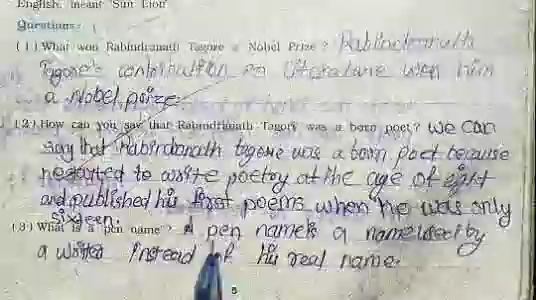 English, meant 'Sun Lion'
Questions:
(1) What won Rabindranath Tagore a Nobel Prize? Rabindranath
Tagore's contribution to literature won him
a Nobel prize.
(2) How can you say that Rabindranath Tagore was a born poet? We can
say that Rabindranath tagore was a born poet because
he started to write poetry at the age of eight
and published his first poems when he was only
sixteen.
(3) What is a pen name? A pen name is a name used by
a writer instead of his real name.
5